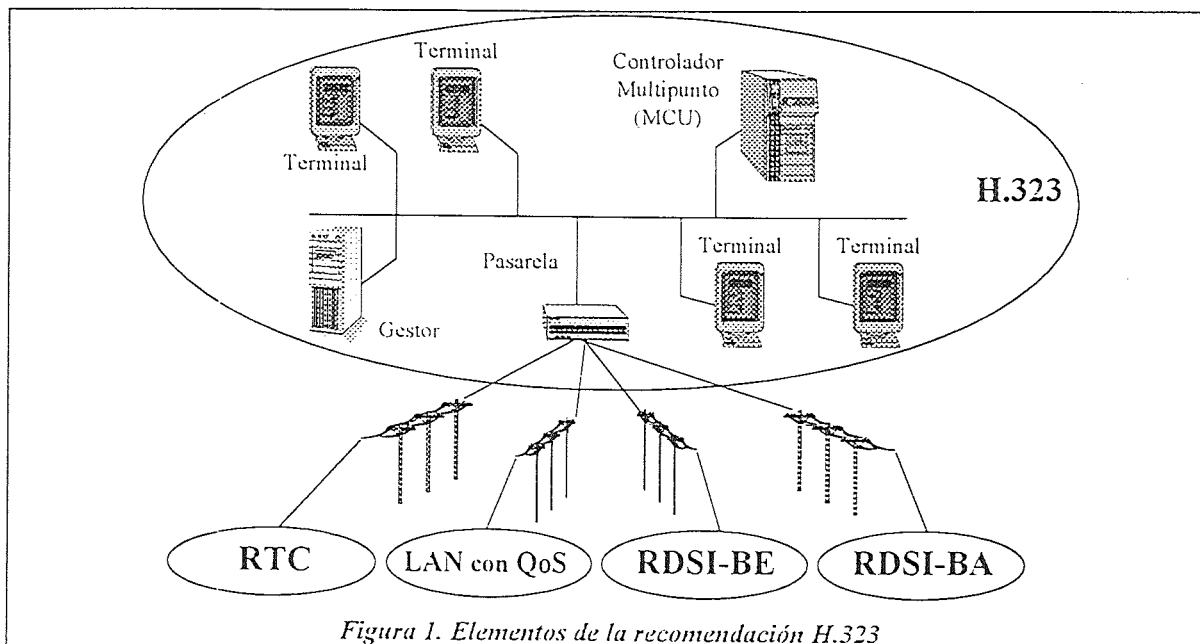 Terminal
Terminal
Controlador
Multipunto
(MCU)
H.323
Terminal
Terminal
Pasarela
Gestor
RTC
LAN con QoS
RDSI-BE
RDSI-BA
Figura 1. Elementos de la recomendación H.323